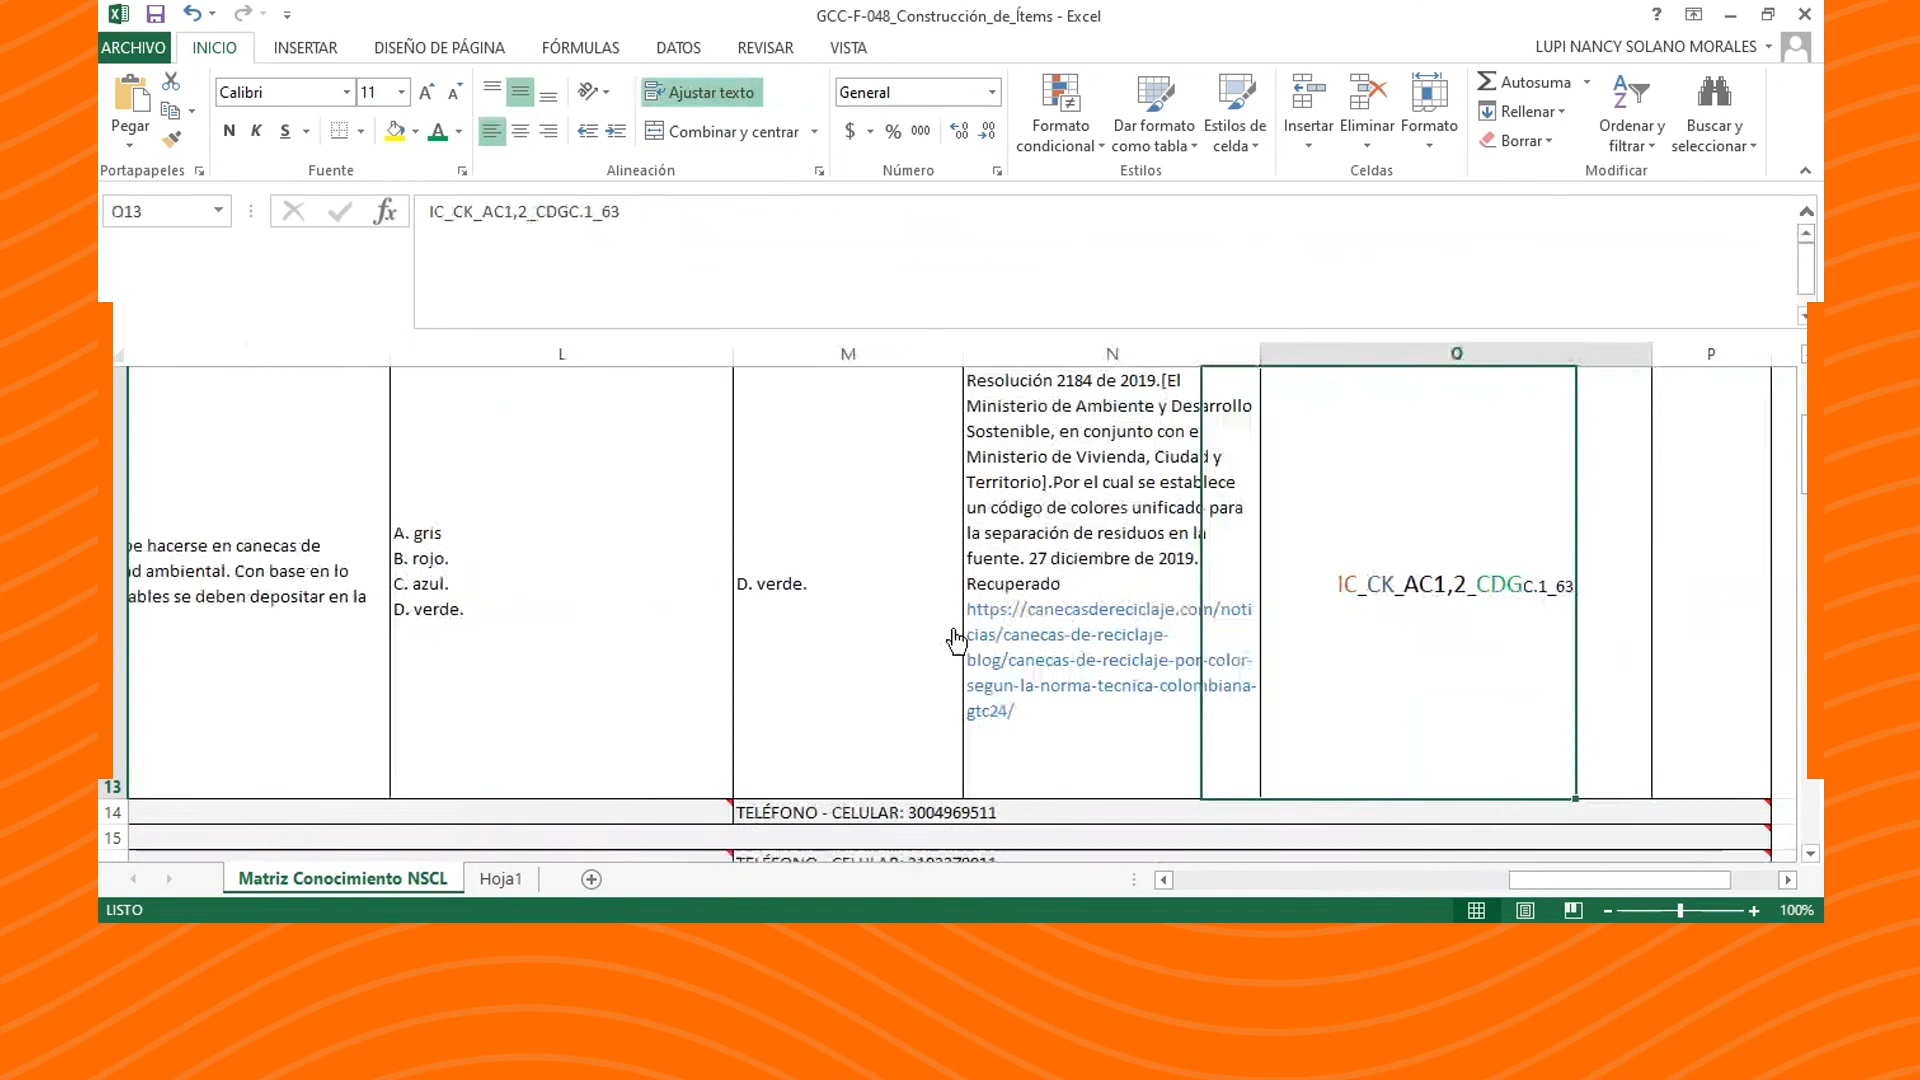 GCC-F-048_Construcción_de_Ítems - Excel
ARCHIVO INICIO INSERTAR DISEÑO DE PÁGINA FÓRMULAS DATOS REVISAR VISTA LUPI NANCY SOLANO MORALES
Pegar
Calibri 11
N K S
Ajustar texto
Combinar y centrar
General
$ % 000
Formato condicional
Dar formato como tabla
Estilos de celda
Insertar
Eliminar
Formato
Autosuma
Rellenar
Borrar
Ordenar y filtrar
Buscar y seleccionar
Portapapeles Fuente Alineación Número Estilos Celdas Modificar
O13 fx IC_CK_AC1,2_CDGC.1_63
L M N O P
be hacerse en canecas de
d ambiental. Con base en lo
ables se deben depositar en la
A. gris
B. rojo.
C. azul.
D. verde.
D. verde.
Resolución 2184 de 2019.[El
Ministerio de Ambiente y Desarrollo
Sostenible, en conjunto con e
Ministerio de Vivienda, Ciudad y
Territorio].Por el cual se establece
un código de colores unificado para
la separación de residuos en la
fuente. 27 diciembre de 2019.
Recuperado
https://canecasdereciclaje.com/noti
cias/canecas-de-reciclaje-
blog/canecas-de-reciclaje-por-color-
segun-la-norma-tecnica-colombiana-
gtc24/
IC_CK_AC1,2_CDGC.1_63
13
14 TELÉFONO - CELULAR: 3004969511
15
Matriz Conocimiento NSCL Hoja1
LISTO 100%